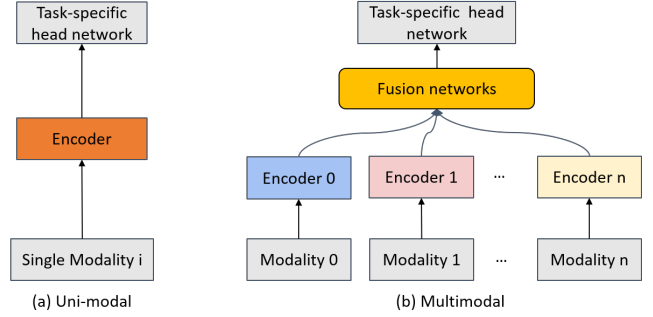 Task-specific
head network
Encoder
Single Modality i
(a) Uni-modal
Task-specific head
network
Fusion networks
Encoder 0
Encoder 1
...
Encoder n
Modality 0
Modality 1
...
Modality n
(b) Multimodal